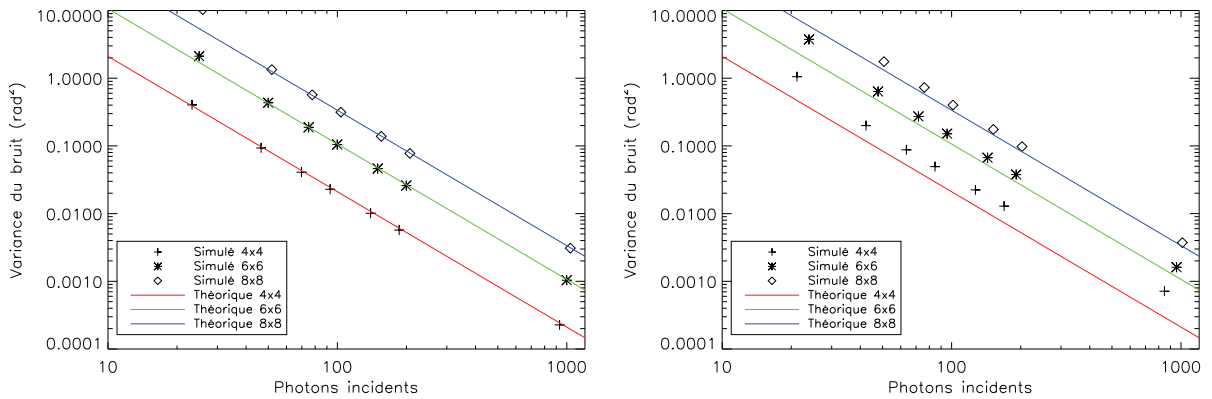 10.0000
1.0000
0.1000
0.0100
0.0010
0.0001
Variance du bruit (rad²)
Simulé 4x4
Simulé 6x6
Simulé 8x8
Théorique 4x4
Théorique 6x6
Théorique 8x8
10 100 1000
Photons incidents
10.0000
1.0000
0.1000
0.0100
0.0010
0.0001
Variance du bruit (rad²)
Simulé 4x4
Simulé 6x6
Simulé 8x8
Théorique 4x4
Théorique 6x6
Théorique 8x8
10 100 1000
Photons incidents